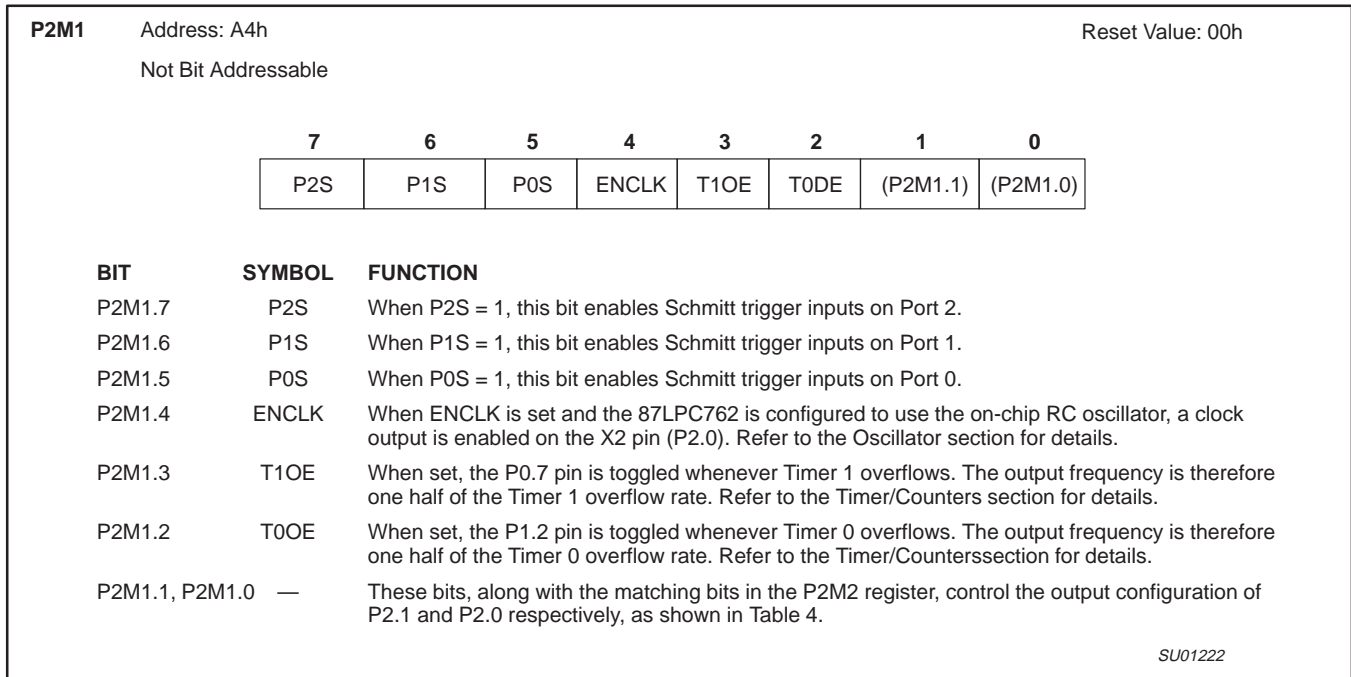 P2M1 Address: A4h Reset Value: 00h
Not Bit Addressable
7 6 5 4 3 2 1 0
P2S P1S P0S ENCLK T1OE T0DE (P2M1.1) (P2M1.0)
BIT SYMBOL FUNCTION
P2M1.7 P2S When P2S = 1, this bit enables Schmitt trigger inputs on Port 2.
P2M1.6 P1S When P1S = 1, this bit enables Schmitt trigger inputs on Port 1.
P2M1.5 P0S When P0S = 1, this bit enables Schmitt trigger inputs on Port 0.
P2M1.4 ENCLK When ENCLK is set and the 87LPC762 is configured to use the on-chip RC oscillator, a clock
output is enabled on the X2 pin (P2.0). Refer to the Oscillator section for details.
P2M1.3 T1OE When set, the P0.7 pin is toggled whenever Timer 1 overflows. The output frequency is therefore
one half of the Timer 1 overflow rate. Refer to the Timer/Counters section for details.
P2M1.2 T0OE When set, the P1.2 pin is toggled whenever Timer 0 overflows. The output frequency is therefore
one half of the Timer 0 overflow rate. Refer to the Timer/Counterssection for details.
P2M1.1, P2M1.0 — These bits, along with the matching bits in the P2M2 register, control the output configuration of
P2.1 and P2.0 respectively, as shown in Table 4.
SU01222